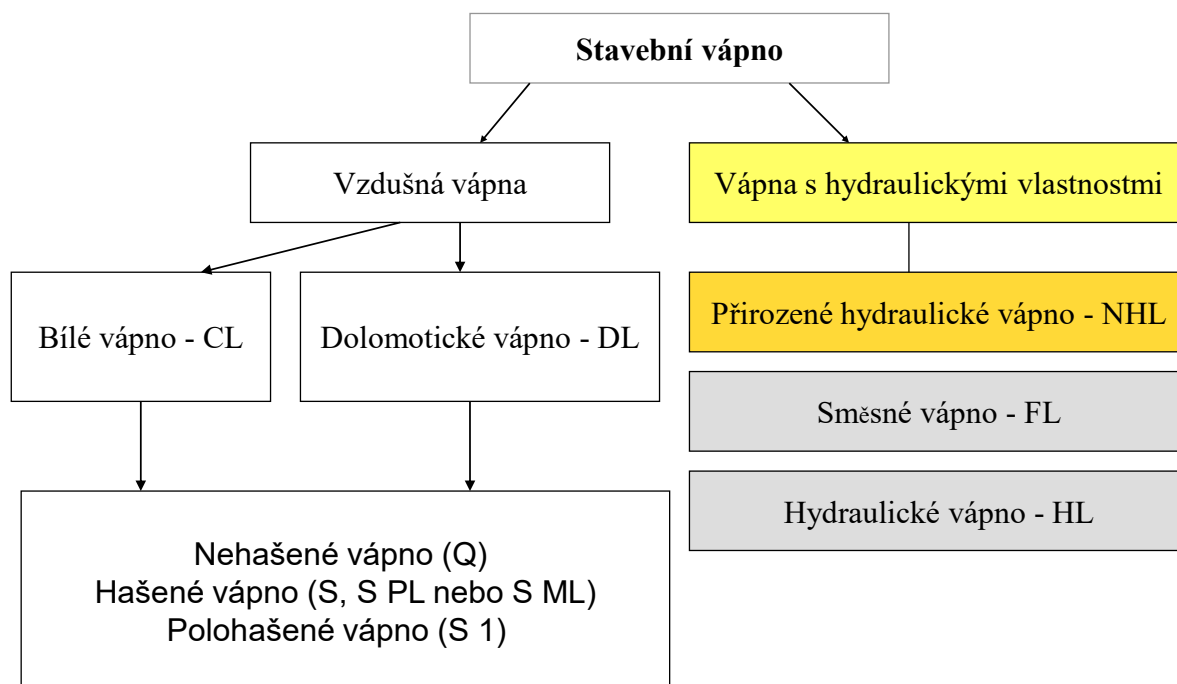 Stavební vápno
Vzdušná vápna
Vápna s hydraulickými vlastnostmi
Bílé vápno - CL
Dolomotické vápno - DL
Přirozené hydraulické vápno - NHL
Směsné vápno - FL
Hydraulické vápno - HL
Nehašené vápno (Q)
Hašené vápno (S, S PL nebo S ML)
Polohašené vápno (S 1)